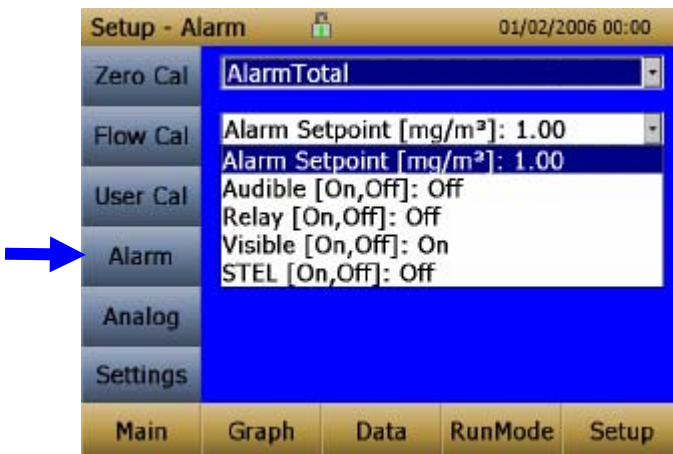 Setup - Alarm 01/02/2006 00:00
Zero Cal
AlarmTotal
Flow Cal
Alarm Setpoint [mg/m³]: 1.00
Alarm Setpoint [mg/m³]: 1.00
User Cal
Audible [On,Off]: Off
Relay [On,Off]: Off
Alarm
Visible [On,Off]: On
STEL [On,Off]: Off
Analog
Settings
Main Graph Data RunMode Setup